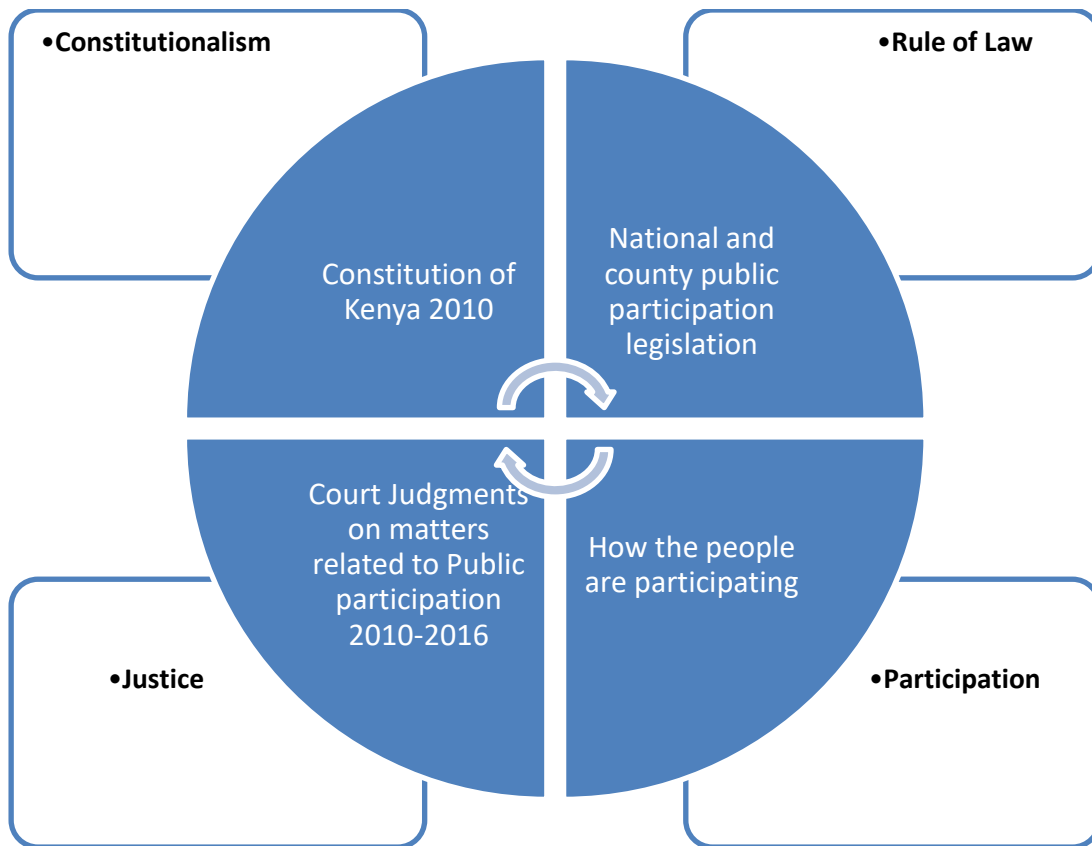 •Constitutionalism
•Rule of Law
Constitution of
Kenya 2010
National and
county public
participation
legislation
Court Judgments
on matters
related to Public
participation
2010-2016
How the people
are participating
•Justice
•Participation